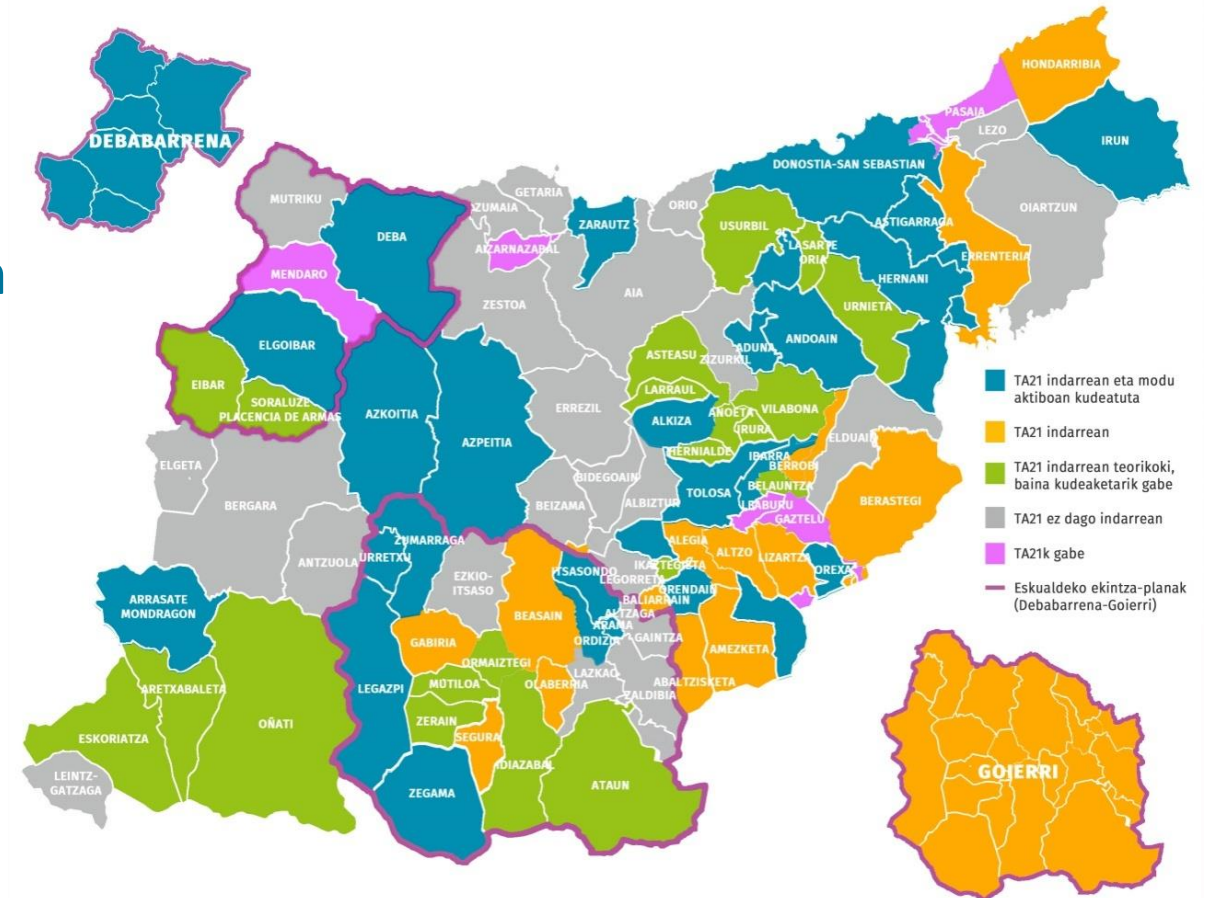 DEBABARRENA
HONDARRIBIA
PASAIA
LEZO
IRUN
DONOSTIA-SAN SEBASTIAN
MUTRIKU
GETARIA
ZUMAIA
ORIO
OIARTZUN
DEBA
ZARAUTZ
USURBIL
ASTIGARRAGA
AIZARNAZABAL
LASARTE
ORIA
ERRENTERIA
MENDARO
HERNANI
AIA
ZESTOA
URNIETA
ELGOIBAR
ANDOAIN
ADUNA
ASTEASU
ZIZURKIL
EIBAR
LARRAUL
SORALUZE
PLACENCIA DE ARMAS
AZKOITIA
ERREZIL
ANOETA
VILABONA
AZPEITIA
ALKIZA
URURA
HERNIALDE
ELDUAIN
IBARRA
BERROBI
ELGETA
BIDEGOAIN
BELAUNTZA
TOLOSA
BERGARA
BEIZAMA
ALBIZTUR
LEABURU
GAZTELU
BERASTEGI
ZUMARRAGA
ALEGIA
ALTZO
LIZARTZA
URRETXU
ANTZUOLA
IKAZTEGIETA
OREXA
ITSASONDO
LEGORRETA
EZKIO-
ITSASO
ORENDAIN
ARRASATE
MONDRAGON
BALIARRAIN
ALTZAGA
BEASAIN
ARAMA
GABIRIA
ORDIZIA
GAINTZA
AMEZKETA
ORMAIZTEGI
LAZKAO
ABALTZISKETA
MUTILOA
OLABERRIA
ARETXABALETA
LEGAZPI
ZALDIBIA
OÑATI
ZERAIN
SEGURA
ESKORIATZA
IDIAZABAL
LEINTZ-
GATZAGA
ATAUN
ZEGAMA
TA21 indarrean eta modu
aktiboan kudeatuta
TA21 indarrean
TA21 indarrean teorikoki,
baina kudeaketarik gabe
TA21 ez dago indarrean
TA21k gabe
Eskualdeko ekintza-planak
(Debabarrena-Goierri)
GOIERRI